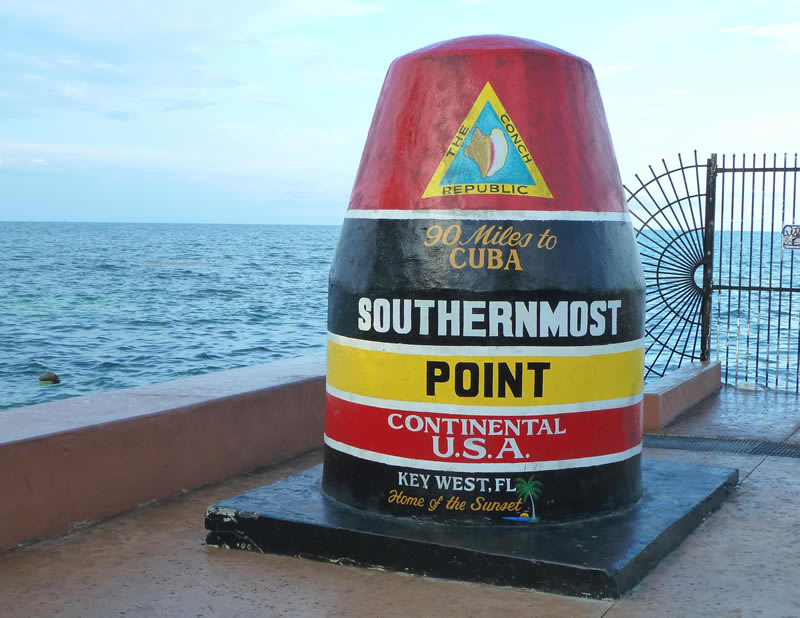 THE CONCH
REPUBLIC
90 Miles to
CUBA
SOUTHERNMOST
POINT
CONTINENTAL
U.S.A.
KEY WEST, FL
Home of the Sunset